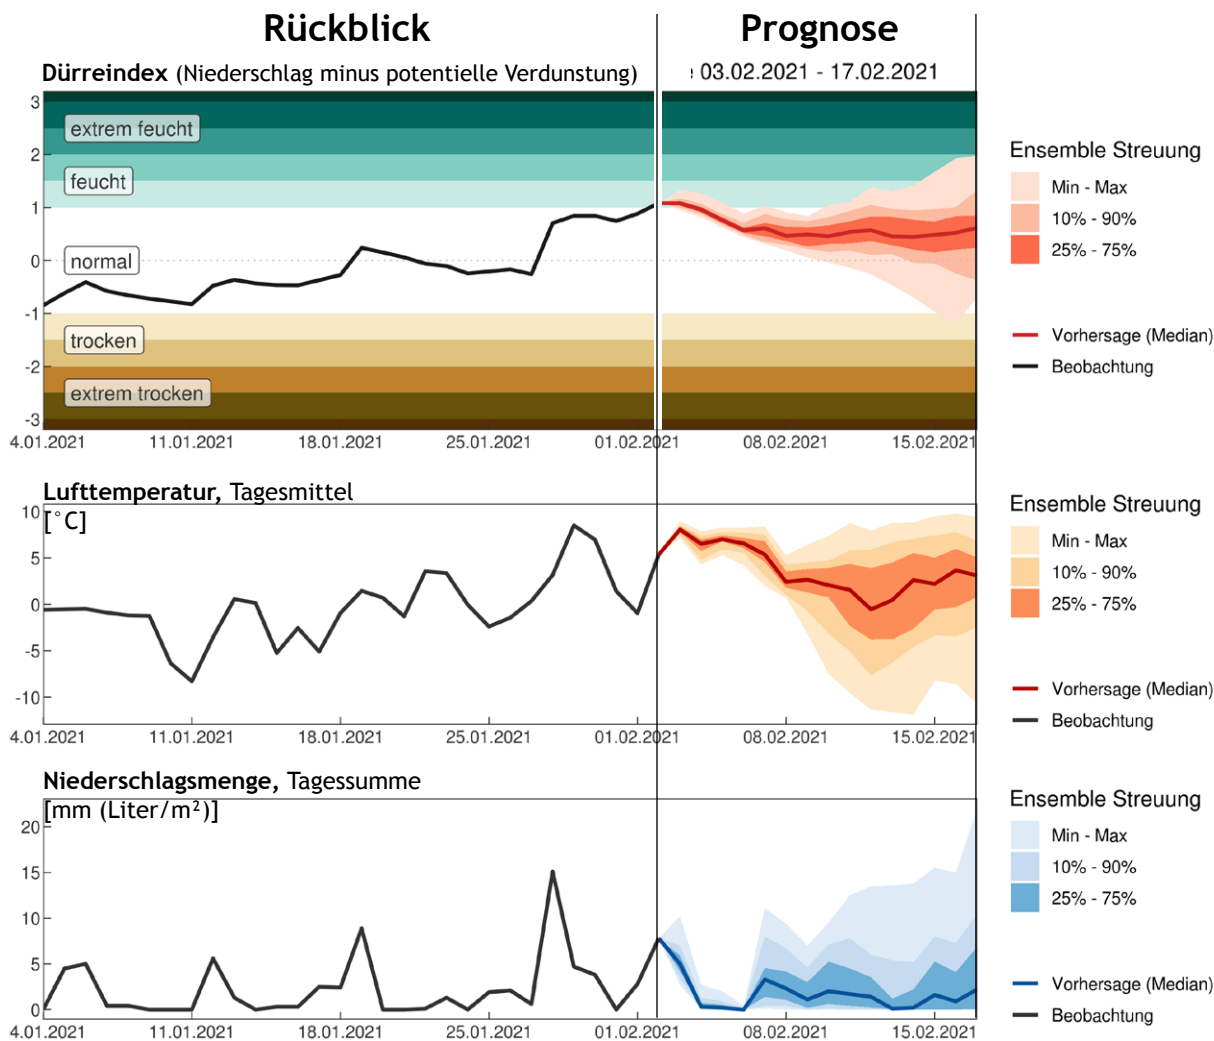 Rückblick
Prognose
Dürreindex (Niederschlag minus potentielle Verdunstung)
03.02.2021 - 17.02.2021
3
2
1
0
-1
-2
-3
extrem feucht
feucht
normal
trocken
extrem trocken
4.01.2021
11.01.2021
18.01.2021
25.01.2021
01.02.2021
08.02.2021
15.02.2021
Ensemble Streuung
Min - Max
10% - 90%
25% - 75%
Vorhersage (Median)
Beobachtung
Lufttemperatur, Tagesmittel
[°C]
10
5
0
-5
-10
4.01.2021
11.01.2021
18.01.2021
25.01.2021
01.02.2021
08.02.2021
15.02.2021
Ensemble Streuung
Min - Max
10% - 90%
25% - 75%
Vorhersage (Median)
Beobachtung
Niederschlagsmenge, Tagessumme
[mm (Liter/m²)]
20
15
10
5
0
4.01.2021
11.01.2021
18.01.2021
25.01.2021
01.02.2021
08.02.2021
15.02.2021
Ensemble Streuung
Min - Max
10% - 90%
25% - 75%
Vorhersage (Median)
Beobachtung